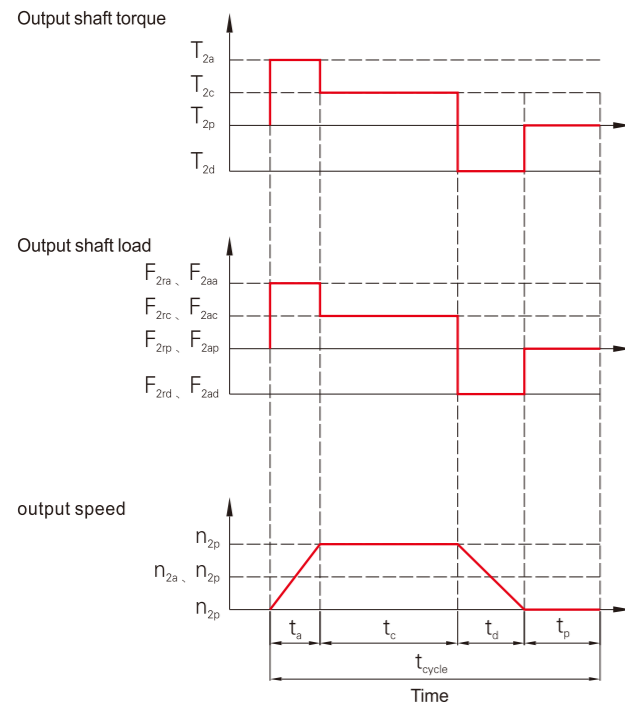 Output shaft torque
T2a
T2c
T2p
T2d
Output shaft load
F2ra、F2aa
F2rc、F2ac
F2rp、F2ap
F2rd、F2ad
output speed
n2p
n2a、n2p
n2p
ta tc td tp
tcycle
Time